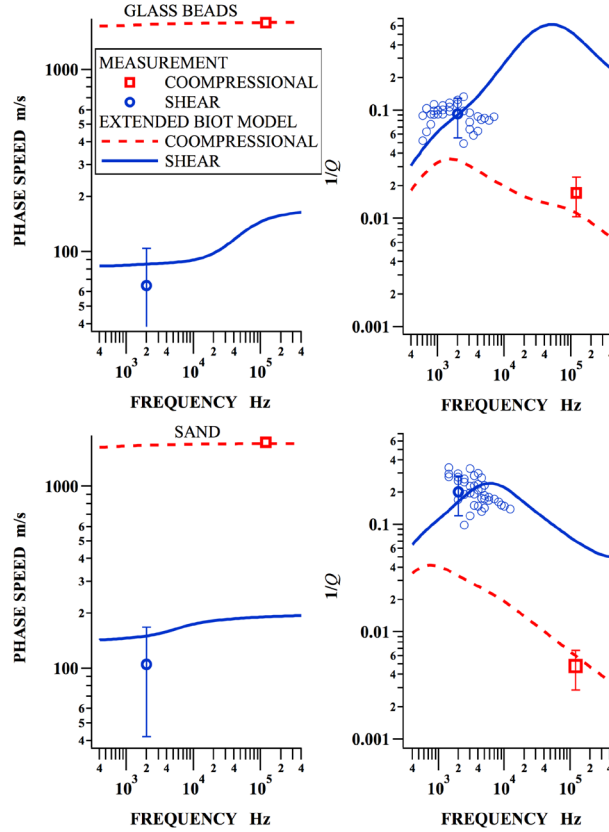 GLASS BEADS
1000
MEASUREMENT
COOMPRESSIONAL
SHEAR
EXTENDED BIOT MODEL
COOMPRESSIONAL
SHEAR
PHASE SPEED m/s
4
3
2
100
8
6
5
4
4 2 4 2 4 2 4
10³ 10⁴ 10⁵
FREQUENCY Hz
6
4
2
0.1
6
4
2
0.01
6
4
2
0.001
1/Q
4 2 4 2 4 2 4
10³ 10⁴ 10⁵
FREQUENCY Hz
SAND
1000
PHASE SPEED m/s
6
5
4
3
2
100
8
6
5
4
4 2 4 2 4 2 4
10³ 10⁴ 10⁵
FREQUENCY Hz
6
4
2
0.1
6
4
2
0.01
6
4
2
0.001
1/Q
4 2 4 2 4 2 4
10³ 10⁴ 10⁵
FREQUENCY Hz